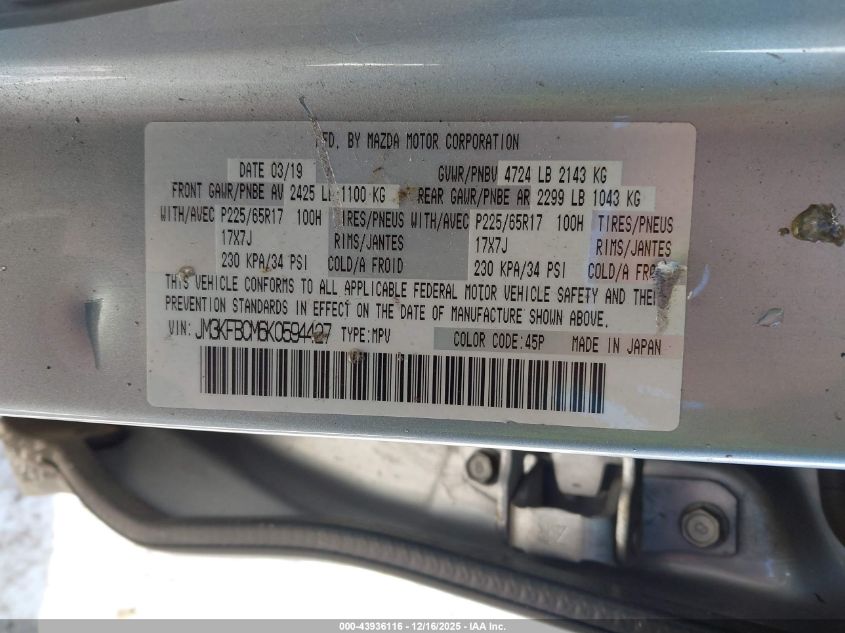 MFD. BY MAZDA MOTOR CORPORATION
DATE 03/19 GVWR/PNBV 4724 LB 2143 KG
FRONT GAWR/PNBE AV 2425 LB 1100 KG REAR GAWR/PNBE AR 2299 LB 1043 KG
WITH/AVEC P225/65R17 100H TIRES/PNEUS WITH/AVEC P225/65R17 100H TIRES/PNEUS
17X7J RIMS/JANTES 17X7J RIMS/JANTES
230 KPA/34 PSI COLD/A FROID 230 KPA/34 PSI COLD/A FROID
THIS VEHICLE CONFORMS TO ALL APPLICABLE FEDERAL MOTOR VEHICLE SAFETY AND THEFT
PREVENTION STANDARDS IN EFFECT ON THE DATE OF MANUFACTURE SHOWN ABOVE.
VIN: JM3KFBCM6K0594427 TYPE:MPV COLOR CODE:45P MADE IN JAPAN
8
000-43936116 - 12/16/2025 - IAA Inc.